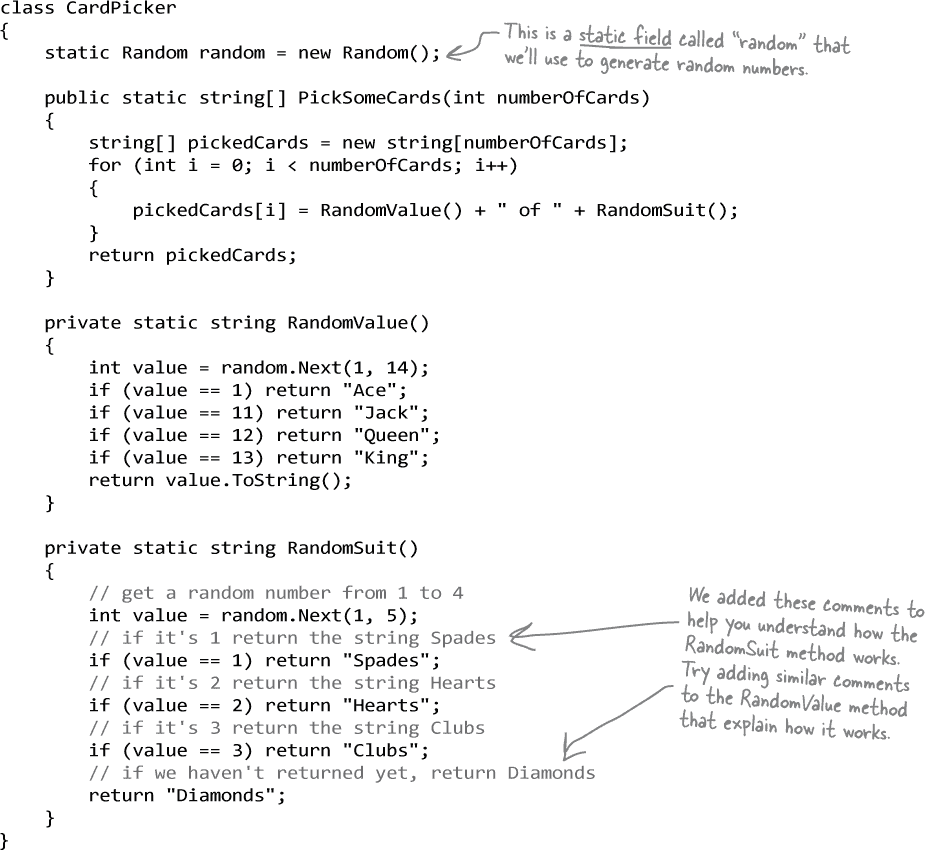 class CardPicker
{
    static Random random = new Random();
This is a static field called "random" that
we'll use to generate random numbers.
    public static string[] PickSomeCards(int numberOfCards)
    {
        string[] pickedCards = new string[numberOfCards];
        for (int i = 0; i < numberOfCards; i++)
        {
            pickedCards[i] = RandomValue() + " of " + RandomSuit();
        }
        return pickedCards;
    }
    private static string RandomValue()
    {
        int value = random.Next(1, 14);
        if (value == 1) return "Ace";
        if (value == 11) return "Jack";
        if (value == 12) return "Queen";
        if (value == 13) return "King";
        return value.ToString();
    }
    private static string RandomSuit()
    {
        // get a random number from 1 to 4
        int value = random.Next(1, 5);
        // if it's 1 return the string Spades
        if (value == 1) return "Spades";
        // if it's 2 return the string Hearts
        if (value == 2) return "Hearts";
        // if it's 3 return the string Clubs
        if (value == 3) return "Clubs";
        // if we haven't returned yet, return Diamonds
        return "Diamonds";
    }
}
We added these comments to
help you understand how the
RandomSuit method works.
Try adding similar comments
to the RandomValue method
that explain how it works.